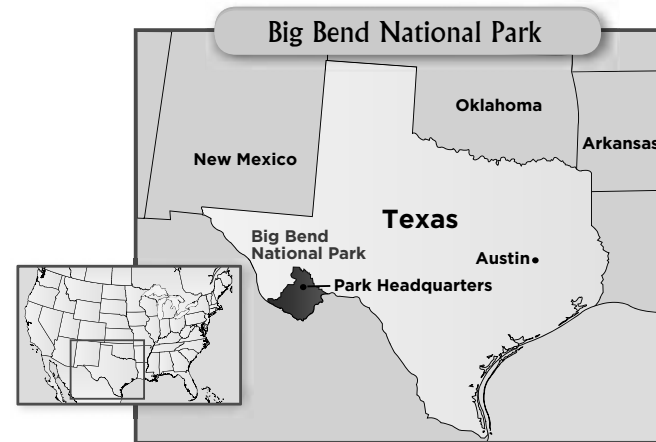 Big Bend National Park
Oklahoma
Arkansas
New Mexico
Texas
Big Bend
National Park
Austin
Park Headquarters